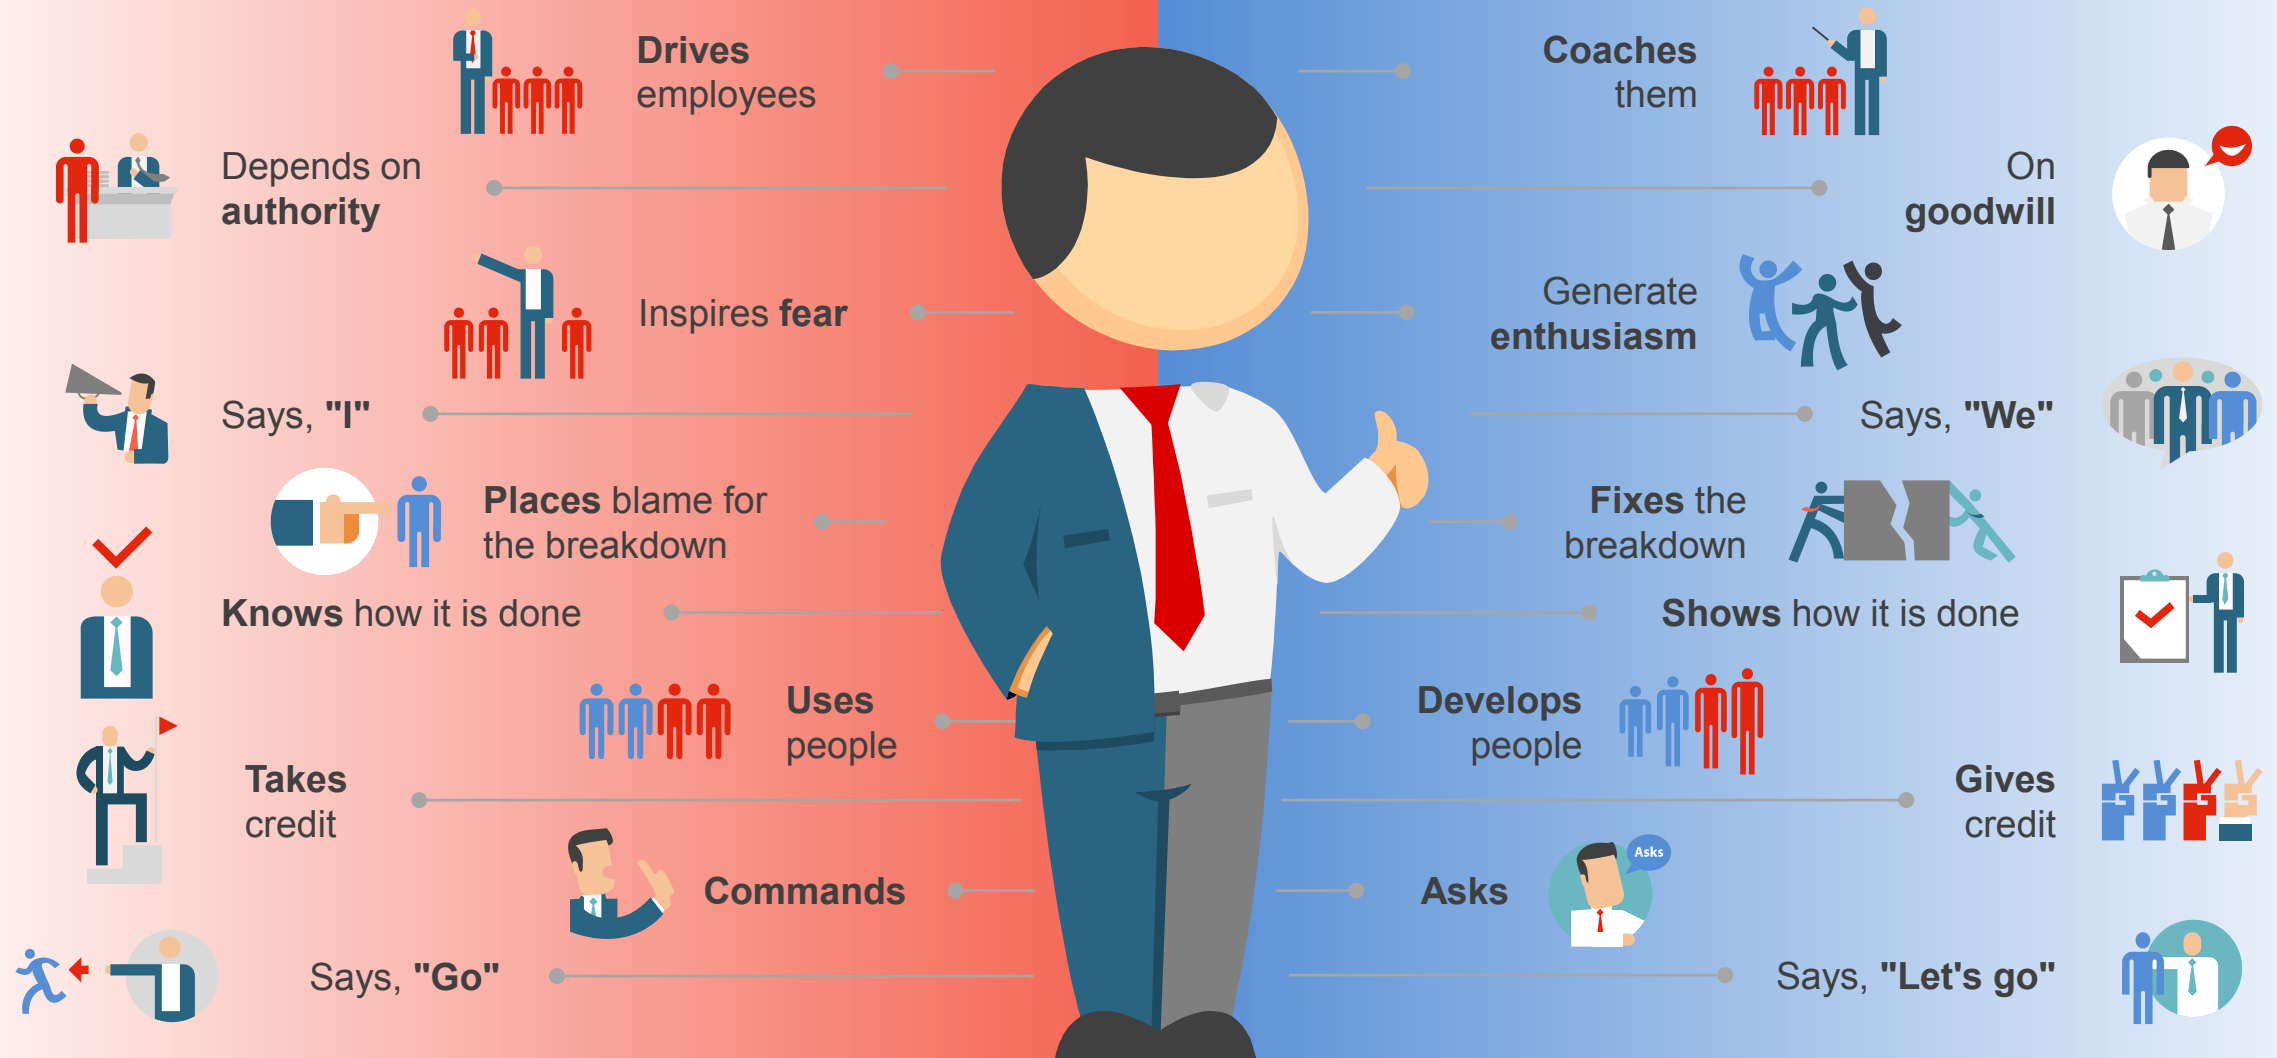 Drives
employees
Coaches
them
Depends on
authority
On
goodwill
Inspires fear
Generate
enthusiasm
Says, "I"
Says, "We"
Places blame for
the breakdown
Fixes the
breakdown
Knows how it is done
Shows how it is done
Uses
people
Develops
people
Takes
credit
Gives
credit
Commands
Asks
Asks
Says, "Go"
Says, "Let's go"